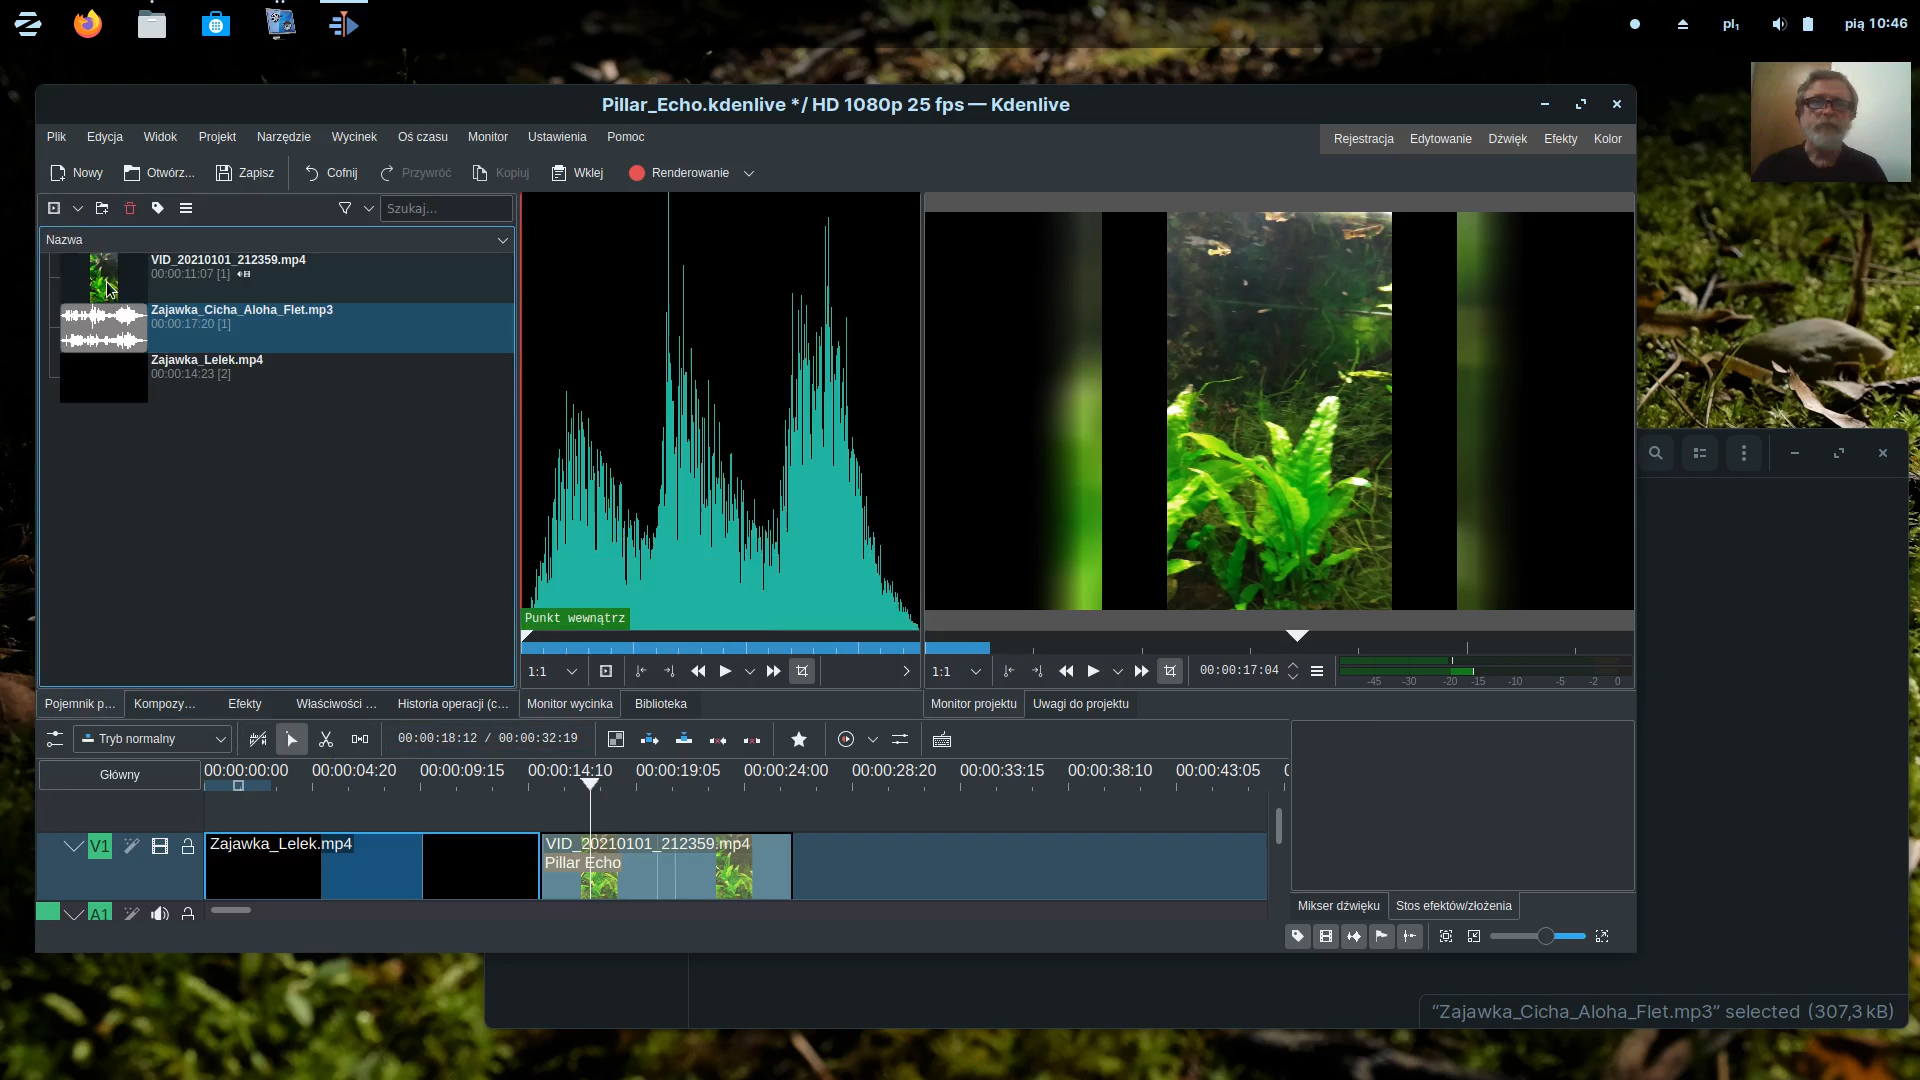 pl₁
pią 10:46
Pillar_Echo.kdenlive */ HD 1080p 25 fps — Kdenlive
Plik Edycja Widok Projekt Narzędzie Wycinek Oś czasu Monitor Ustawienia Pomoc
Rejestracja Edytowanie Dźwięk Efekty Kolor
Nowy Otwórz... Zapisz Cofnij Przywróć Kopiuj Wklej Renderowanie
Szukaj...
Nazwa
VID_20210101_212359.mp4
00:00:11:07 [1]
Zajawka_Cicha_Aloha_Flet.mp3
00:00:17:20 [1]
Zajawka_Lelek.mp4
00:00:14:23 [2]
Punkt wewnątrz
1:1
1:1
00:00:17:04
-45 -30 -20 -15 -10 -5 -2 0
Pojemnik p... Kompozy... Efekty Właściwości ... Historia operacji (c... Monitor wycinka Biblioteka
Monitor projektu Uwagi do projektu
Tryb normalny
00:00:18:12 / 00:00:32:19
Główny
00:00:00:00 00:00:04:20 00:00:09:15 00:00:14:10 00:00:19:05 00:00:24:00 00:00:28:20 00:00:33:15 00:00:38:10 00:00:43:05
V1
Zajawka_Lelek.mp4
VID_20210101_212359.mp4
Pillar Echo
A1
Mikser dźwięku Stos efektów/złożenia
“Zajawka_Cicha_Aloha_Flet.mp3” selected (307,3 kB)